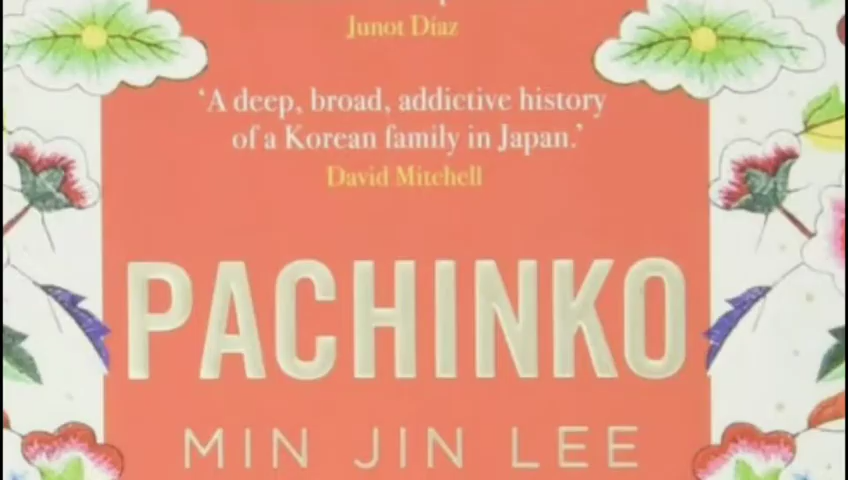 Junot Díaz
‘A deep, broad, addictive history
of a Korean family in Japan.’
David Mitchell
PACHINKO
MIN JIN LEE